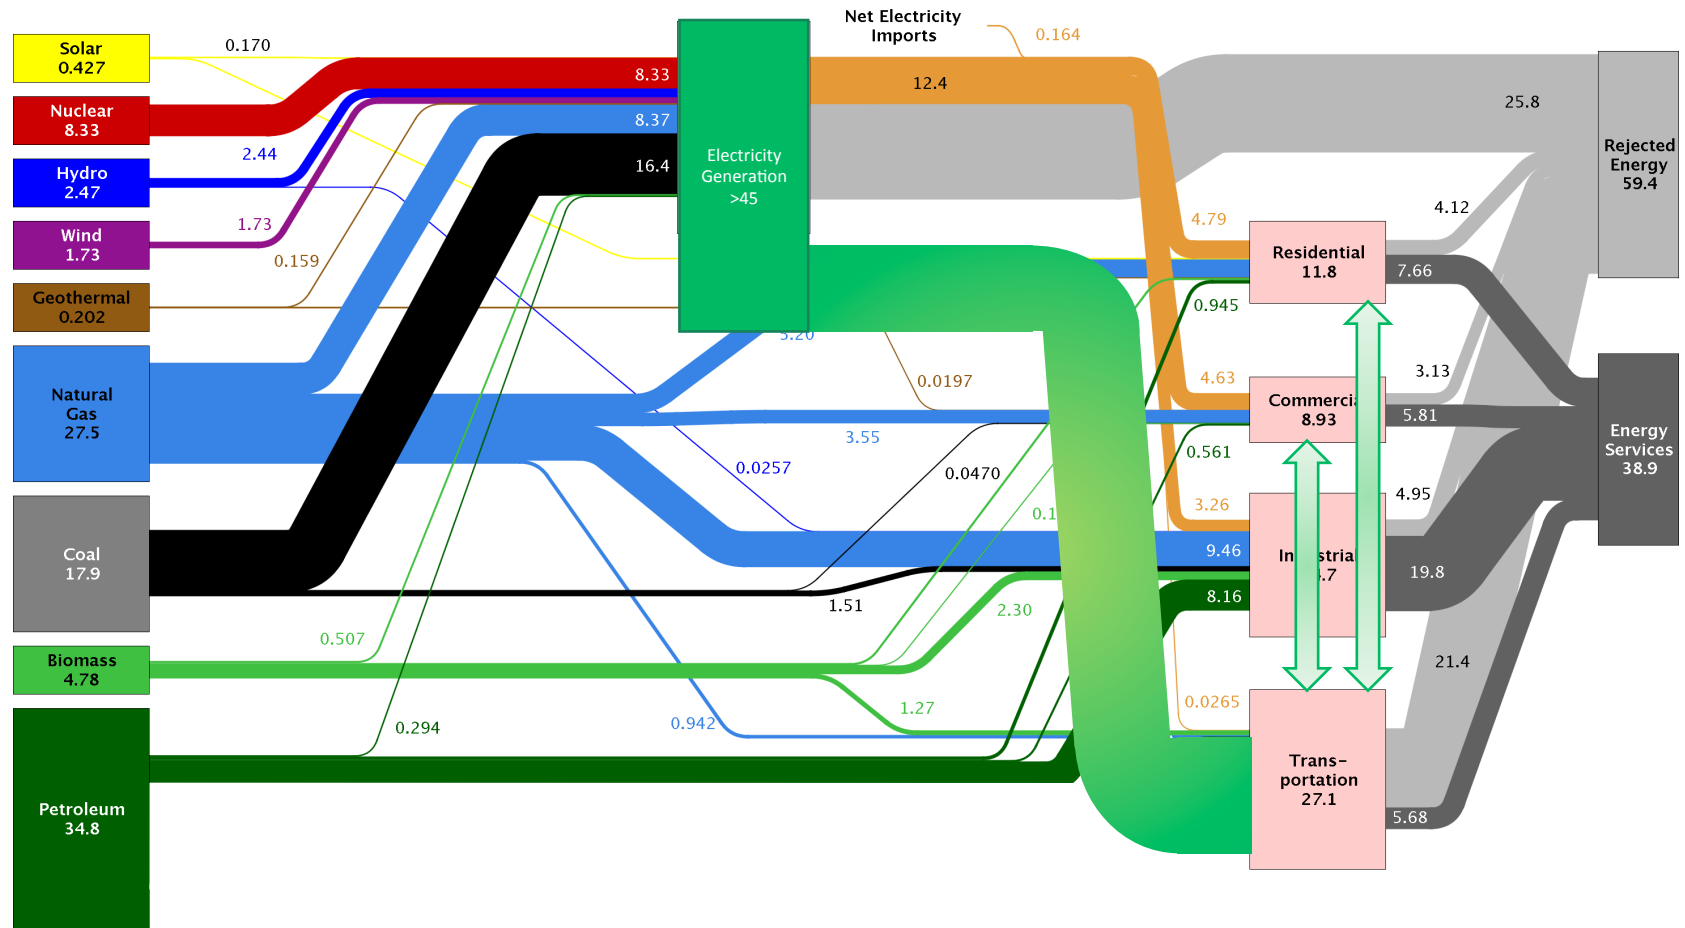 Net Electricity
Imports
0.164
Solar
0.427
0.170
Nuclear
8.33
8.33
12.4
25.8
Hydro
2.47
2.44
8.37
16.4
Electricity
Generation
>45
Rejected
Energy
59.4
Wind
1.73
1.73
4.79
4.12
Geothermal
0.202
0.159
Residential
11.8
7.66
0.945
Natural
Gas
27.5
0.0197
4.63
3.13
Commercia
8.93
5.81
3.55
0.561
Energy
Services
38.9
0.0257
0.0470
4.95
Coal
17.9
3.26
9.46
19.8
8.16
1.51
2.30
Biomass
4.78
0.507
21.4
0.294
0.942
1.27
0.0265
Petroleum
34.8
Trans-
portation
27.1
5.68